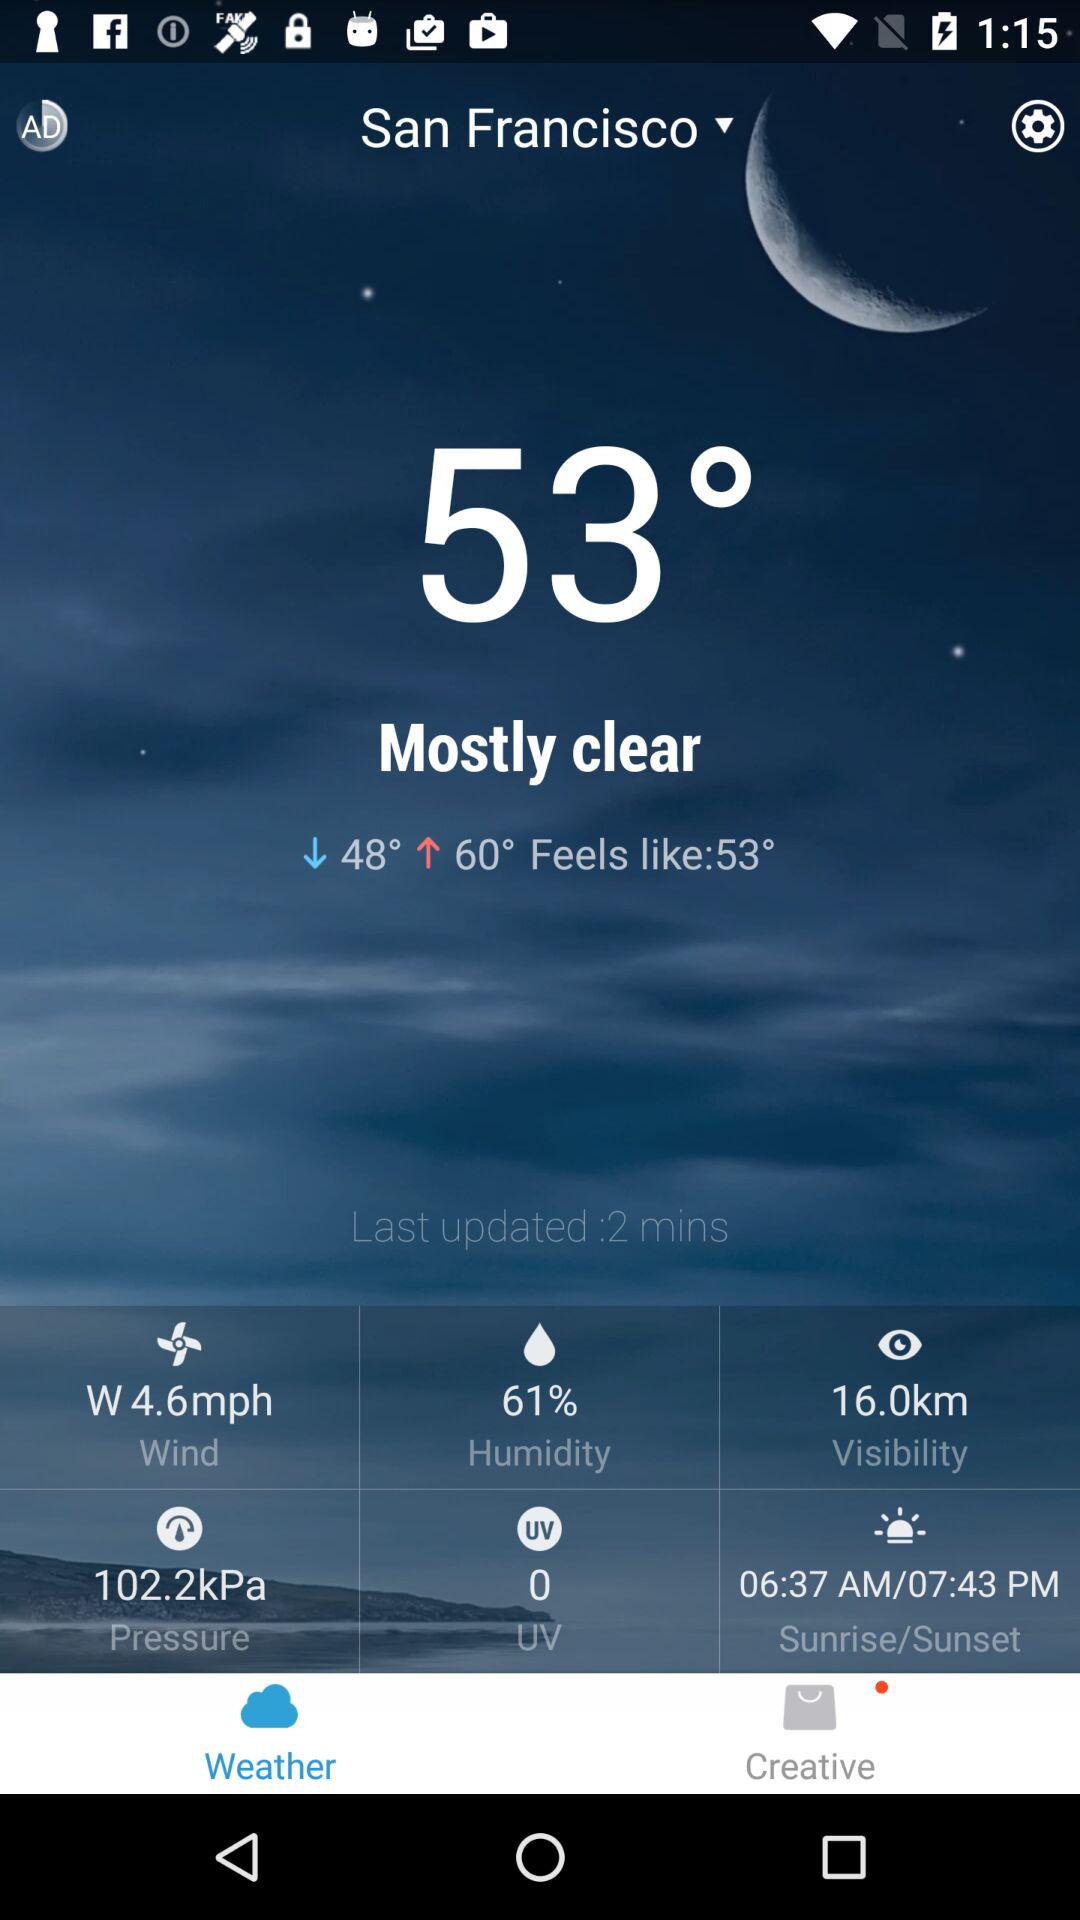 FAKE
1:15
AD
San Francisco
53°
Mostly clear
48° 60° Feels like:53°
Last updated :2 mins
W 4.6mph
Wind
61%
Humidity
16.0km
Visibility
102.2kPa
Pressure
UV
0
UV
06:37 AM/07:43 PM
Sunrise/Sunset
Weather
Creative